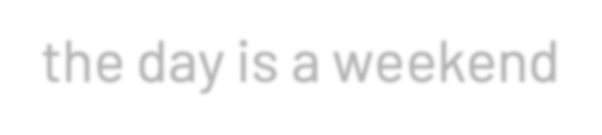 the day is a weekend